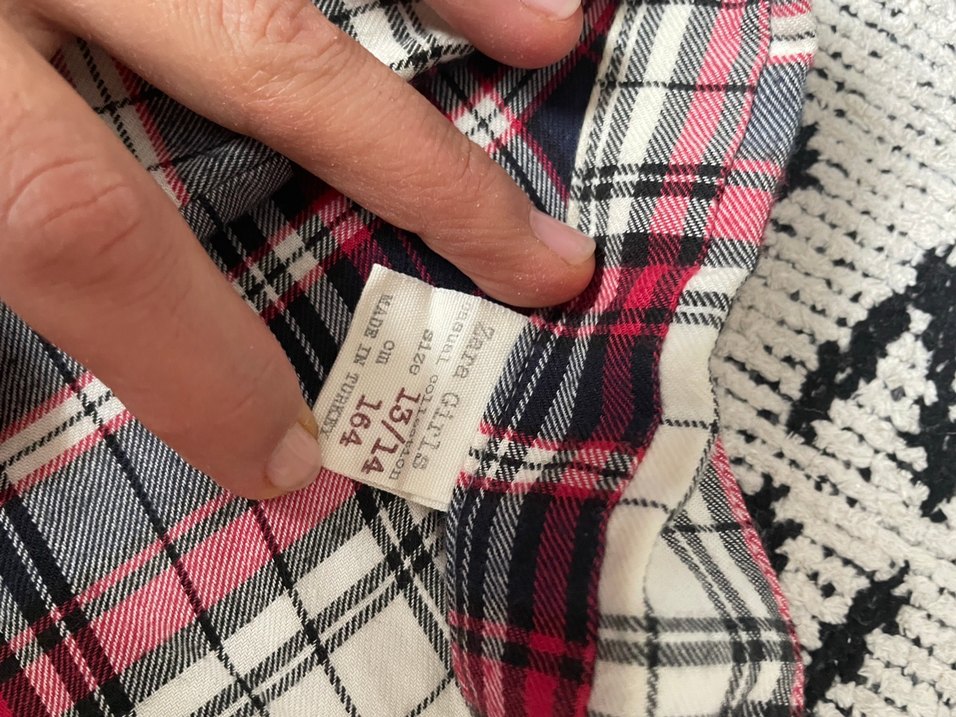 Zara Girls
casual collection
size 13/14
cm 164
MADE IN TURKEY